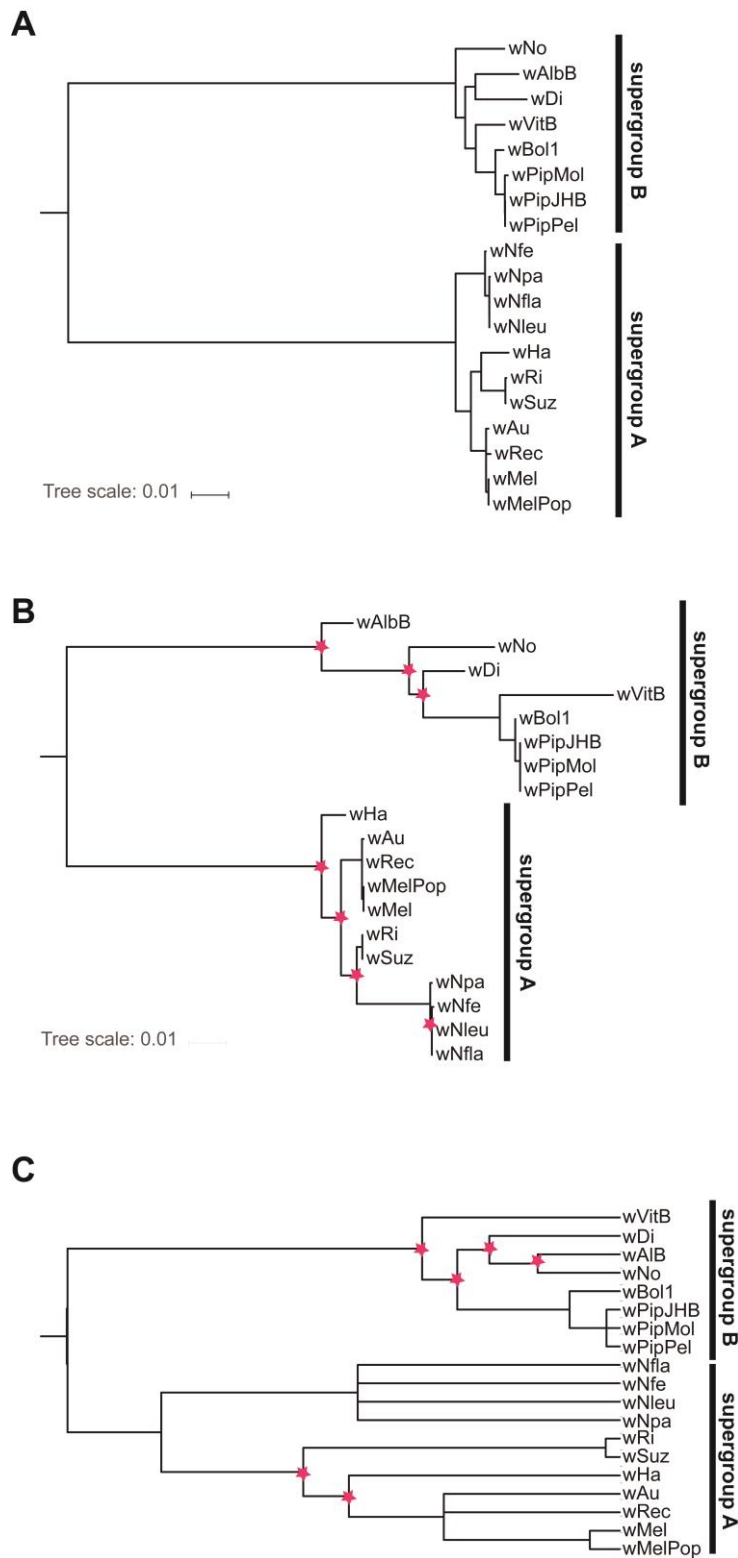 A
wNo
wAlbB
wDi
wVitB
wBol1
wPipMol
wPipJHB
wPipPel
supergroup B
wNfe
wNpa
wNfla
wNleu
wHa
wRi
wSuz
wAu
wRec
wMel
wMelPop
supergroup A
Tree scale: 0.01
B
wAlbB
wNo
wDi
wVitB
wBol1
wPipJHB
wPipMol
wPipPel
supergroup B
wHa
wAu
wRec
wMelPop
wMel
wRi
wSuz
wNpa
wNfe
wNleu
wNfla
supergroup A
Tree scale: 0.01
C
wVitB
wDi
wAlB
wNo
wBol1
wPipJHB
wPipMol
wPipPel
supergroup B
wNfla
wNfe
wNleu
wNpa
wRi
wSuz
wHa
wAu
wRec
wMel
wMelPop
supergroup A